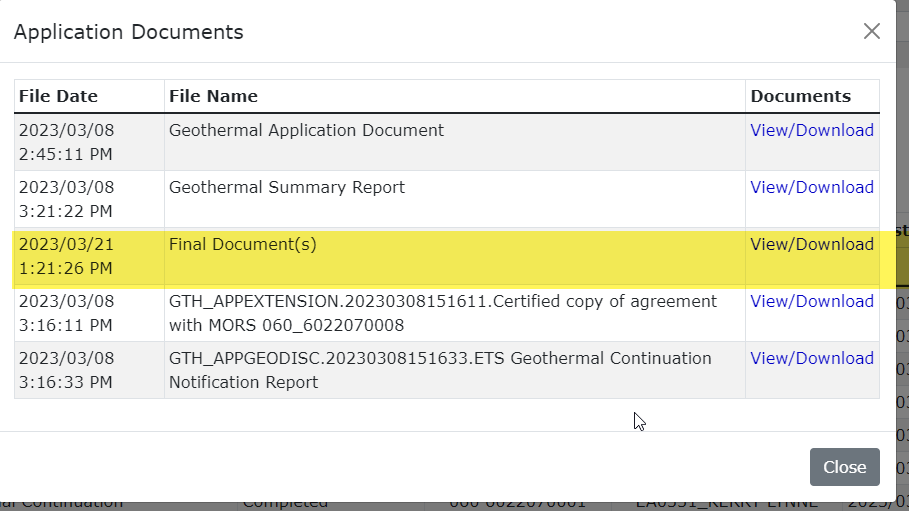 Application Documents
File Date File Name Documents
2023/03/08 Geothermal Application Document View/Download
2:45:11 PM
2023/03/08 Geothermal Summary Report View/Download
3:21:22 PM
2023/03/21 Final Document(s) View/Download
1:21:26 PM
2023/03/08 GTH_APPEXTENSION.20230308151611.Certified copy of agreement View/Download
3:16:11 PM with MORS 060_6022070008
2023/03/08 GTH_APPGEODISC.20230308151633.ETS Geothermal Continuation View/Download
3:16:33 PM Notification Report
Close
Continuation Completed